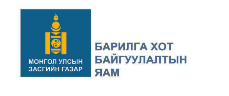 МОНГОЛ УЛСЫН
ЗАСГИЙН ГАЗАР
БАРИЛГА ХОТ
БАЙГУУЛАЛТЫН
ЯАМ